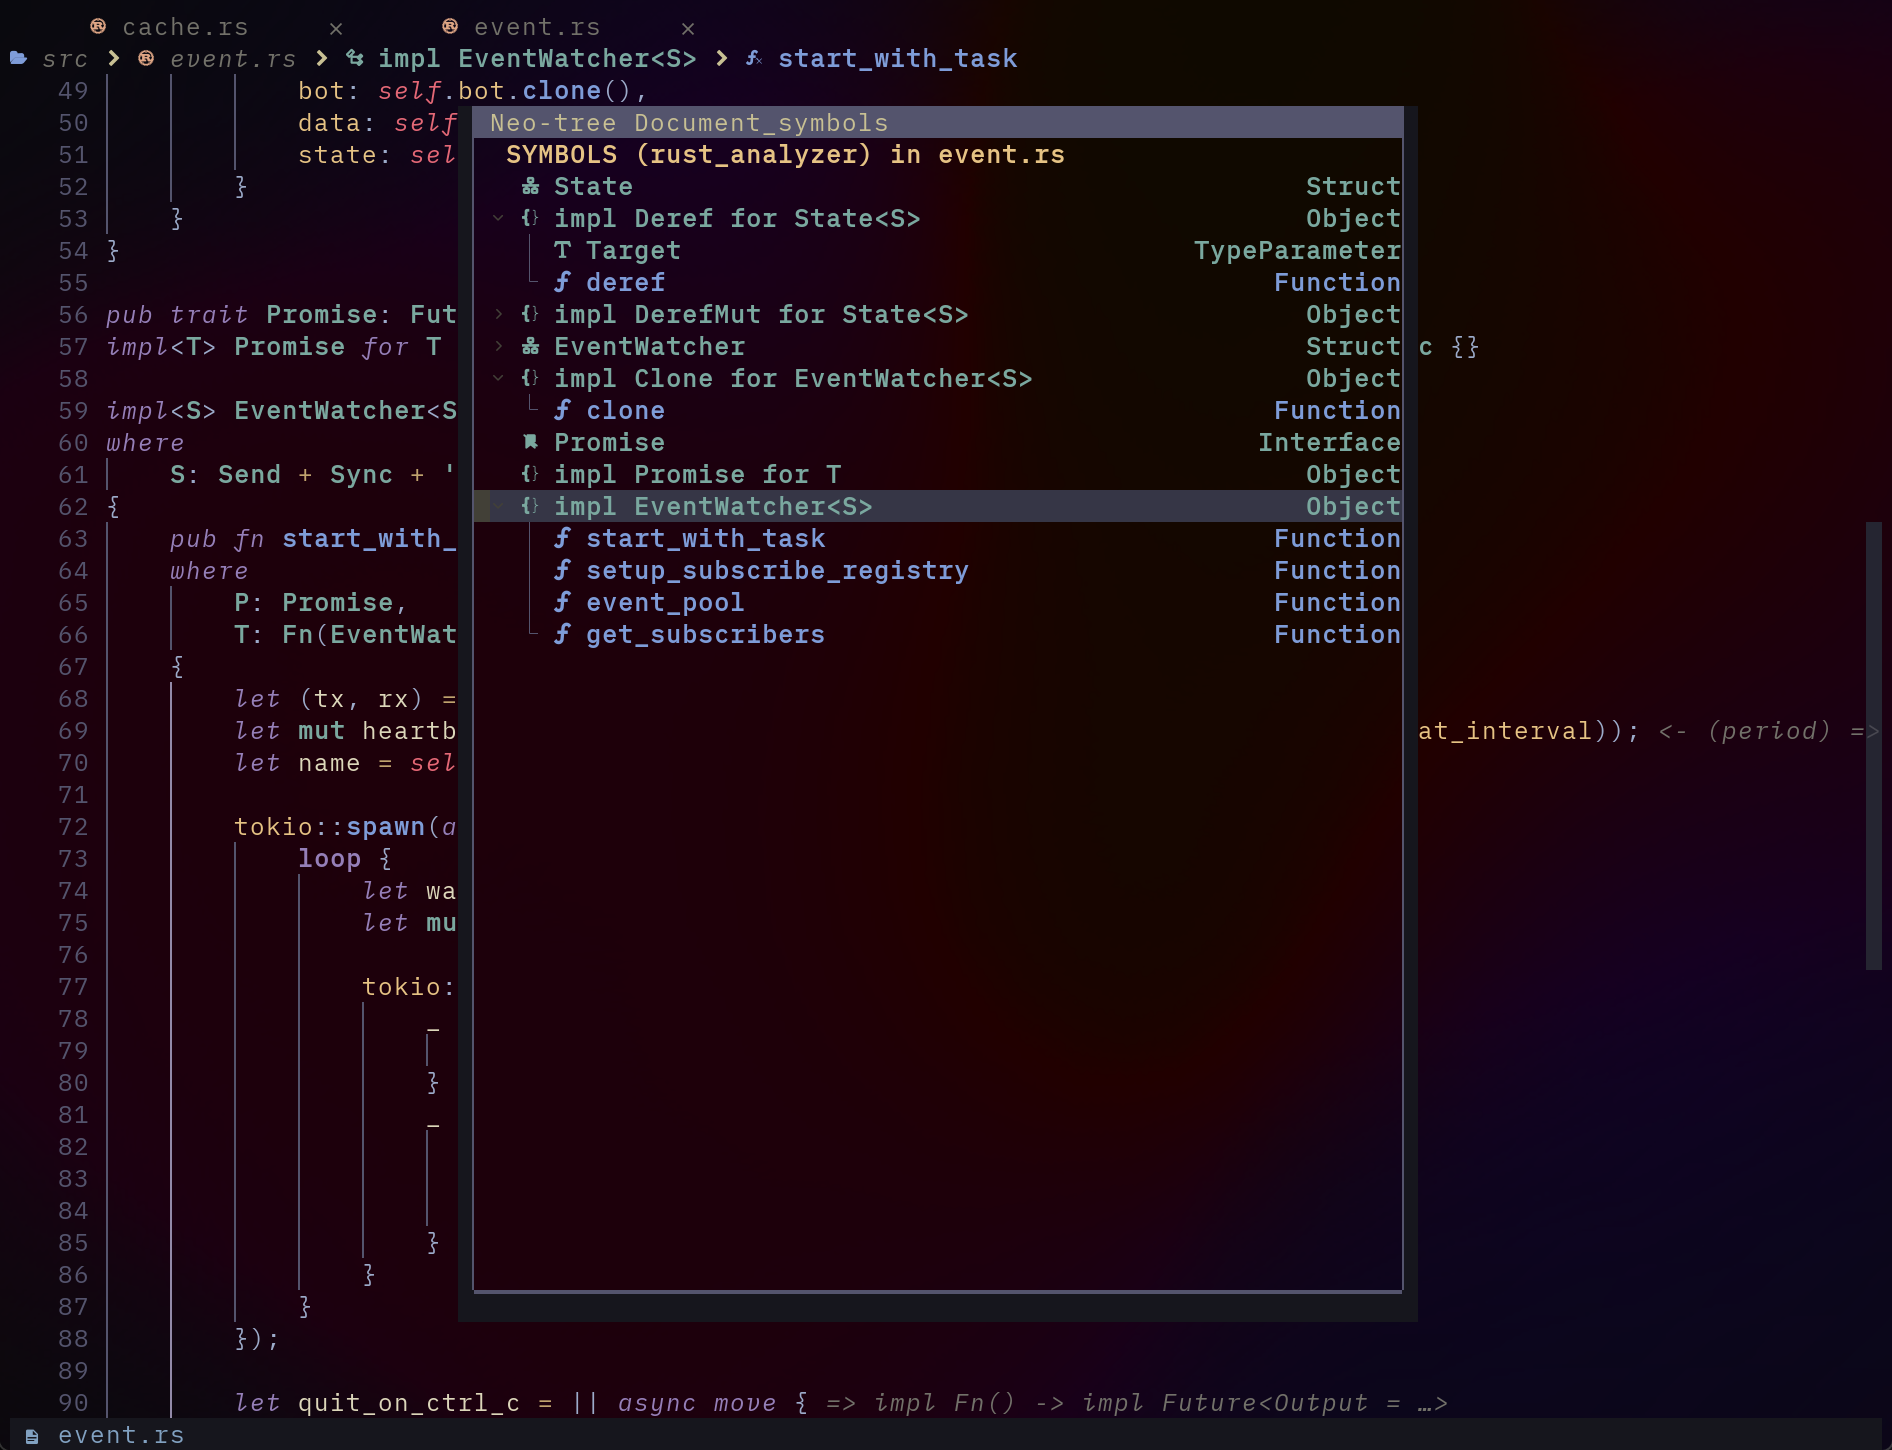 cache.rs × event.rs ×
src > event.rs > impl EventWatcher<S> > start_with_task
49 bot: self.bot.clone(),
50 data: self
51 state: sel
52 }
53 }
54 }
55
56 pub trait Promise: Fut
57 impl<T> Promise for T c {}
58
59 impl<S> EventWatcher<S
60 where
61 S: Send + Sync + '
62 {
63 pub fn start_with_
64 where
65 P: Promise,
66 T: Fn(EventWat
67 {
68 let (tx, rx) =
69 let mut heartb at_interval)); <- (period) =>
70 let name = sel
71
72 tokio::spawn(a
73 loop {
74 let wa
75 let mu
76
77 tokio:
78 _
79
80 }
81 _
82
83
84
85 }
86 }
87 }
88 });
89
90 let quit_on_ctrl_c = || async move { => impl Fn() -> impl Future<Output = …>
event.rs
Neo-tree Document_symbols
SYMBOLS (rust_analyzer) in event.rs
State Struct
impl Deref for State<S> Object
Target TypeParameter
deref Function
impl DerefMut for State<S> Object
EventWatcher Struct
impl Clone for EventWatcher<S> Object
clone Function
Promise Interface
impl Promise for T Object
impl EventWatcher<S> Object
start_with_task Function
setup_subscribe_registry Function
event_pool Function
get_subscribers Function